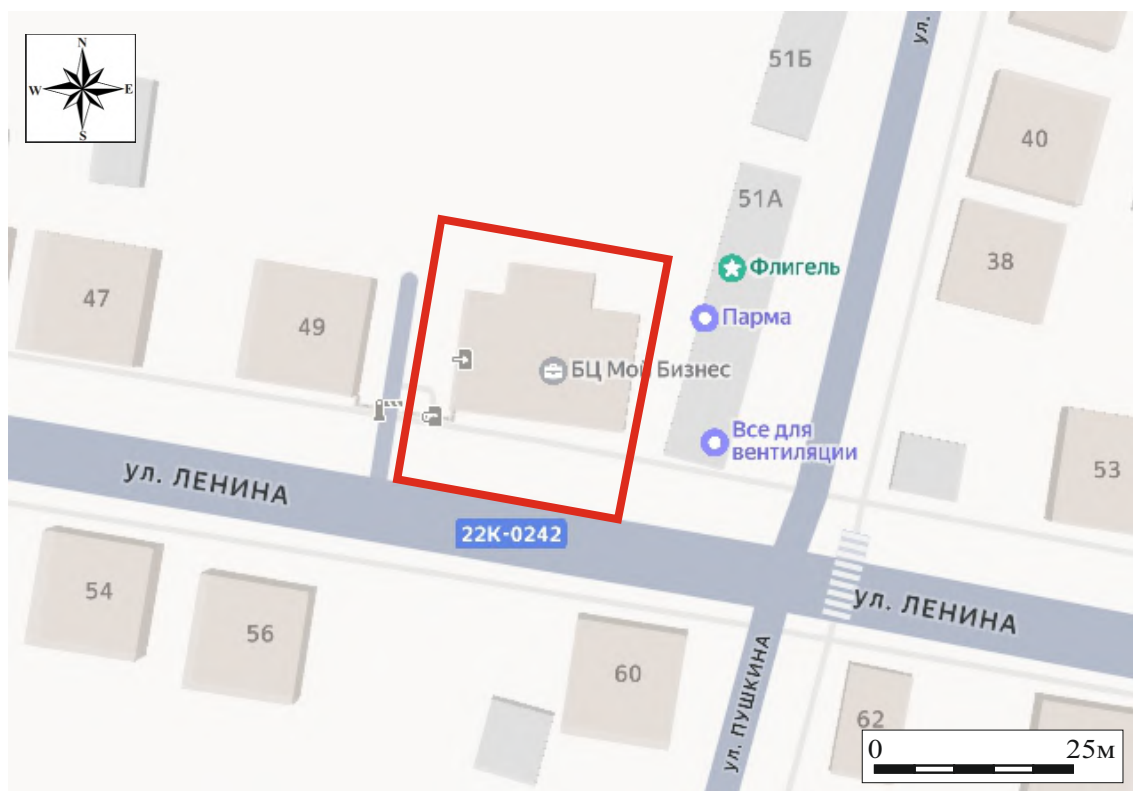 N
W
E
S
51Б
ул.
40
51А
38
Флигель
47
49
Парма
БЦ Мой Бизнес
Все для
вентиляции
ул. ЛЕНИНА
53
22К-0242
54
56
ул. ЛЕНИНА
60
ул. ПУШКИНА
62
0
25м